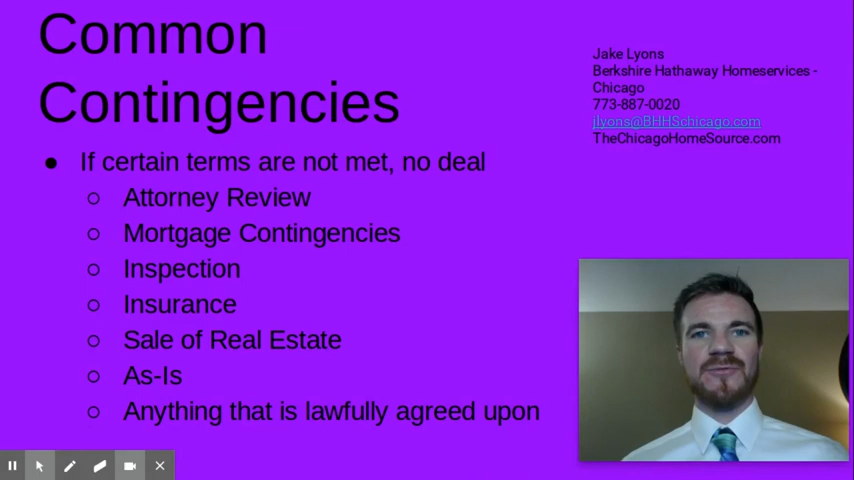 Common
Contingencies
● If certain terms are not met, no deal
○ Attorney Review
○ Mortgage Contingencies
○ Inspection
○ Insurance
○ Sale of Real Estate
○ As-Is
○ Anything that is lawfully agreed upon
Jake Lyons
Berkshire Hathaway Homeservices -
Chicago
773-887-0020
jlyons@BHHSchicago.com
TheChicagoHomeSource.com